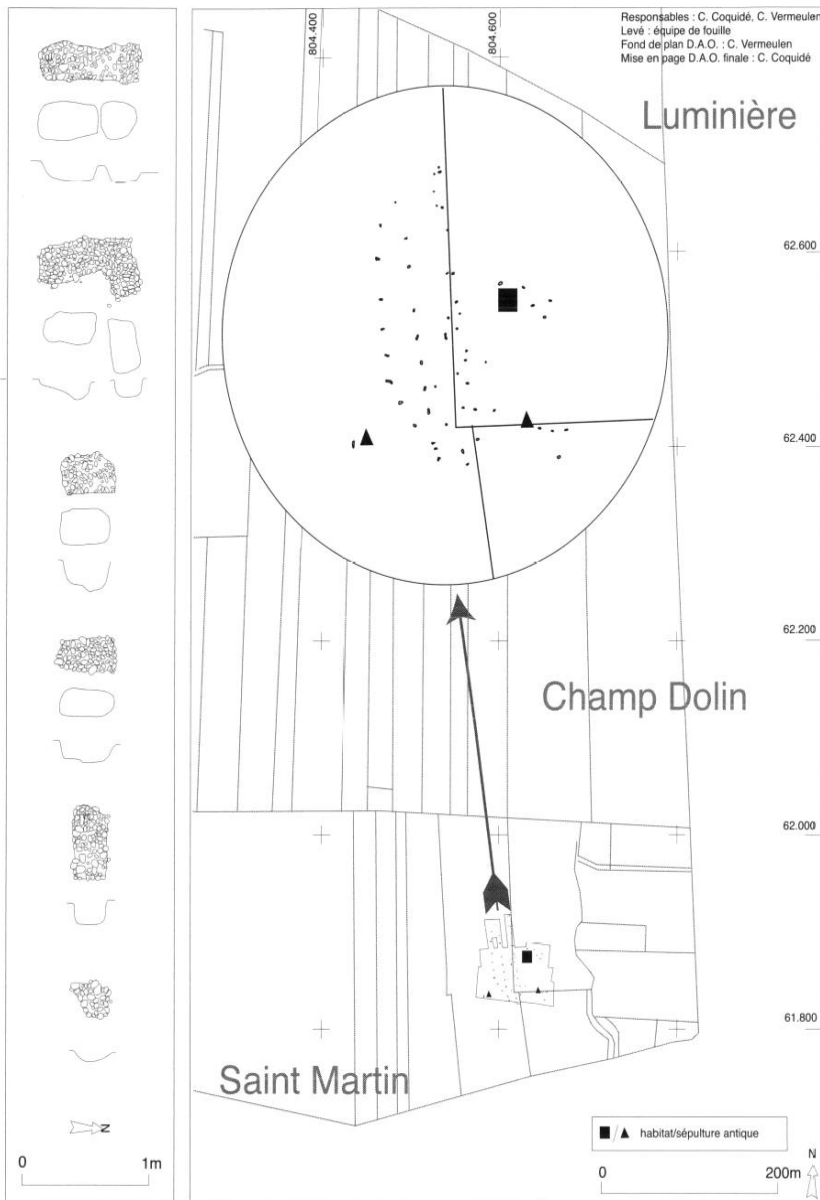 Responsables : C. Coquidé, C. Vermeulen
Levé : équipe de fouille
Fond de plan D.A.O. : C. Vermeulen
Mise en page D.A.O. finale : C. Coquidé
804.400
804.600
Luminière
62.600
62.400
62.200
Champ Dolin
62.000
61.800
Saint Martin
N
0 1m
■ / ▲ habitat/sépulture antique
N
0 200m